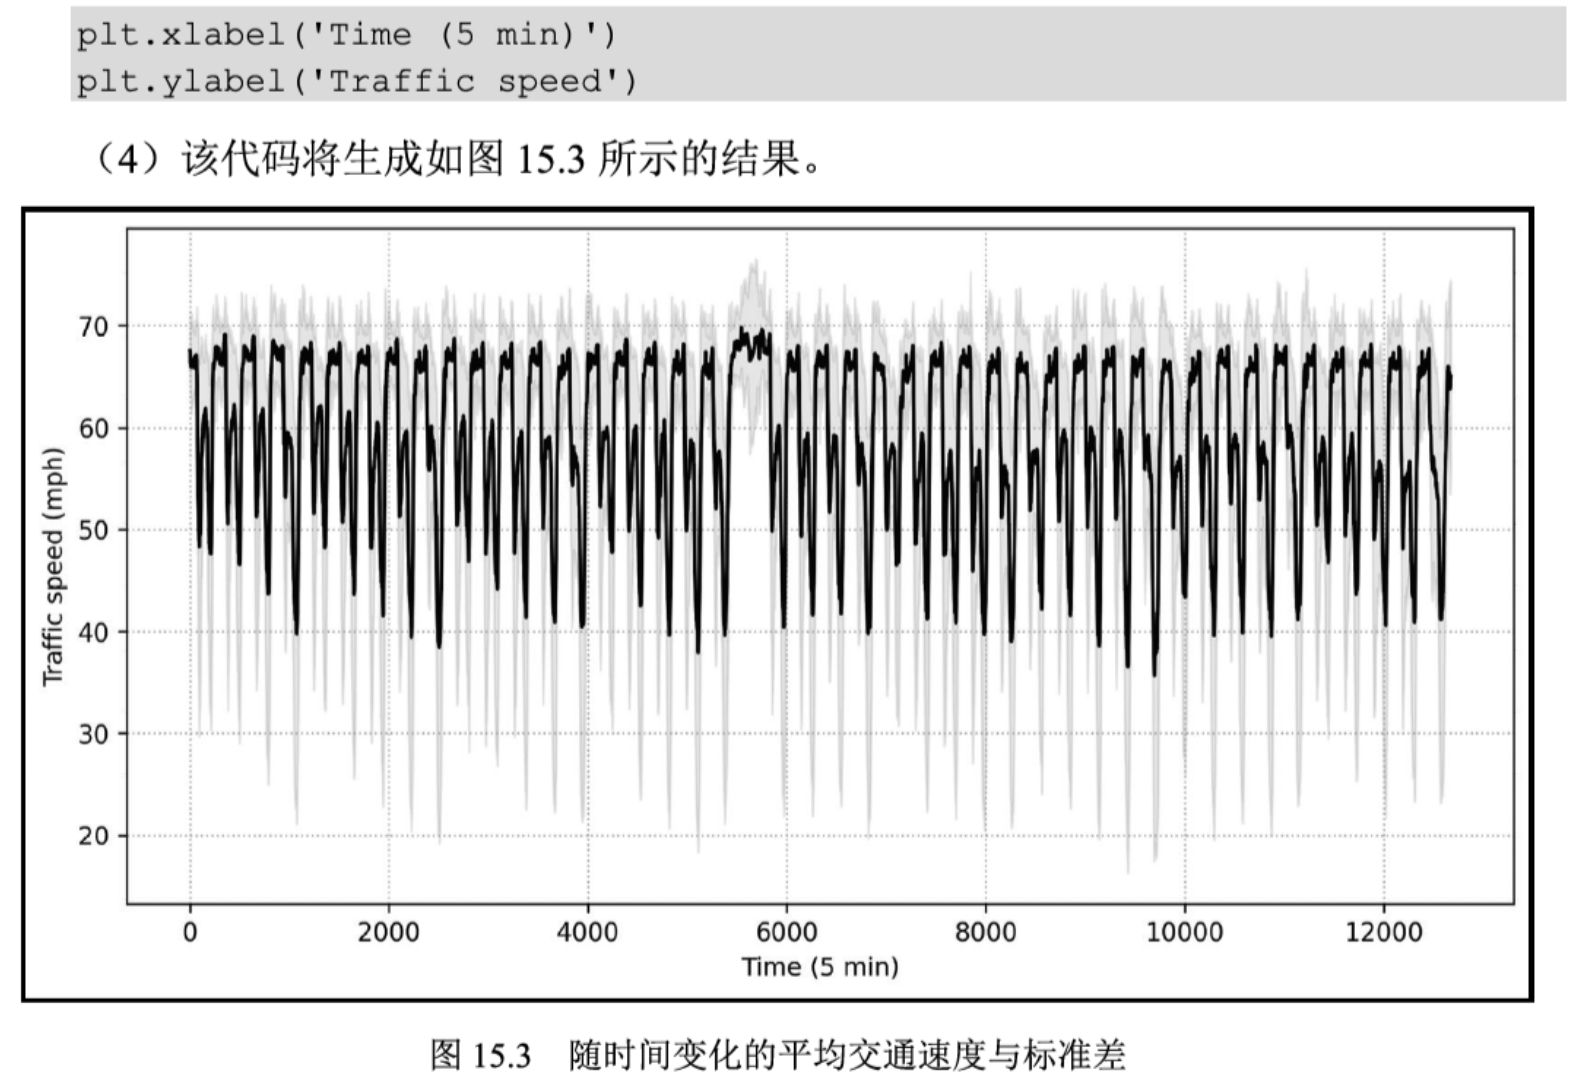 plt.xlabel('Time (5 min)')
plt.ylabel('Traffic speed')
（4）该代码将生成如图 15.3 所示的结果。
70
60
50
40
30
20
Traffic speed (mph)
0 2000 4000 6000 8000 10000 12000
Time (5 min)
图 15.3 随时间变化的平均交通速度与标准差